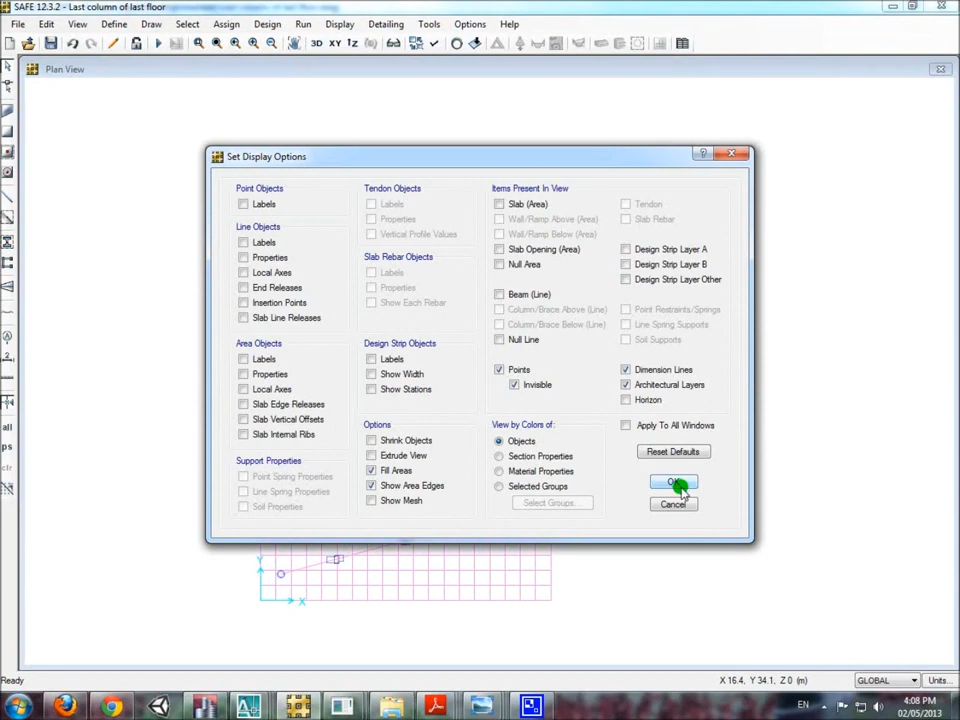 SAFE 12.3.2 - Last column of last floor
File Edit View Define Draw Select Assign Design Run Display Detailing Tools Options Help
3D XY YZ
Plan View
Set Display Options
Point Objects
Labels
Line Objects
Labels
Properties
Local Axes
End Releases
Insertion Points
Slab Line Releases
Area Objects
Labels
Properties
Local Axes
Slab Edge Releases
Slab Vertical Offsets
Slab Internal Ribs
Support Properties
Point Spring Properties
Line Spring Properties
Soil Properties
Tendon Objects
Labels
Properties
Vertical Profile Values
Slab Rebar Objects
Labels
Properties
Show Each Rebar
Design Strip Objects
Labels
Show Width
Show Stations
Options
Shrink Objects
Extrude View
Fill Areas
Show Area Edges
Show Mesh
Items Present In View
Slab (Area)
Wall/Ramp Above (Area)
Wall/Ramp Below (Area)
Slab Opening (Area)
Null Area
Beam (Line)
Column/Brace Above (Line)
Column/Brace Below (Line)
Null Line
Points
Invisible
Tendon
Slab Rebar
Design Strip Layer A
Design Strip Layer B
Design Strip Layer Other
Point Restraints/Springs
Line Spring Supports
Soil Supports
Dimension Lines
Architectural Layers
Horizon
View by Colors of:
Objects
Section Properties
Material Properties
Selected Groups
Select Groups...
Apply To All Windows
Reset Defaults
OK
Cancel
all
ps
clr
Y
X
Ready
X 16.4, Y 34.1, Z 0 (m)
GLOBAL
Units...
EN
4:08 PM
02/05/2013